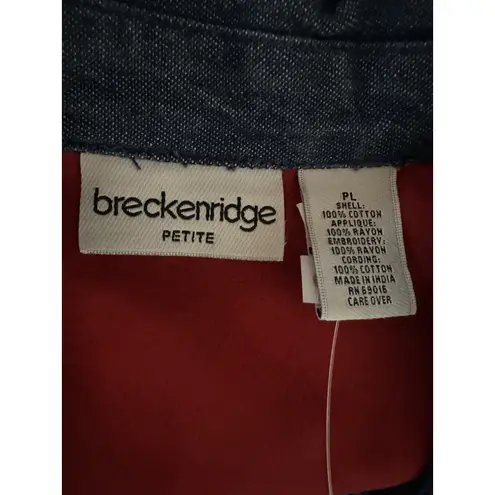 breckenridge
PETITE
PL
SHELL:
100% COTTON
APPLIQUE:
100% RAYON
EMBROIDERY:
100% RAYON
CORDING:
100% COTTON
MADE IN INDIA
RN 69016
CARE OVER